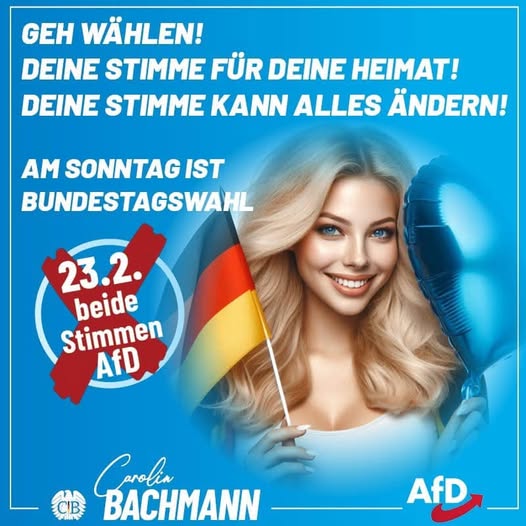 GEH WÄHLEN!
DEINE STIMME FÜR DEINE HEIMAT!
DEINE STIMME KANN ALLES ÄNDERN!
AM SONNTAG IST
BUNDESTAGSWAHL
23.2.
beide
Stimmen
AfD
Carolin
CB BACHMANN
AfD